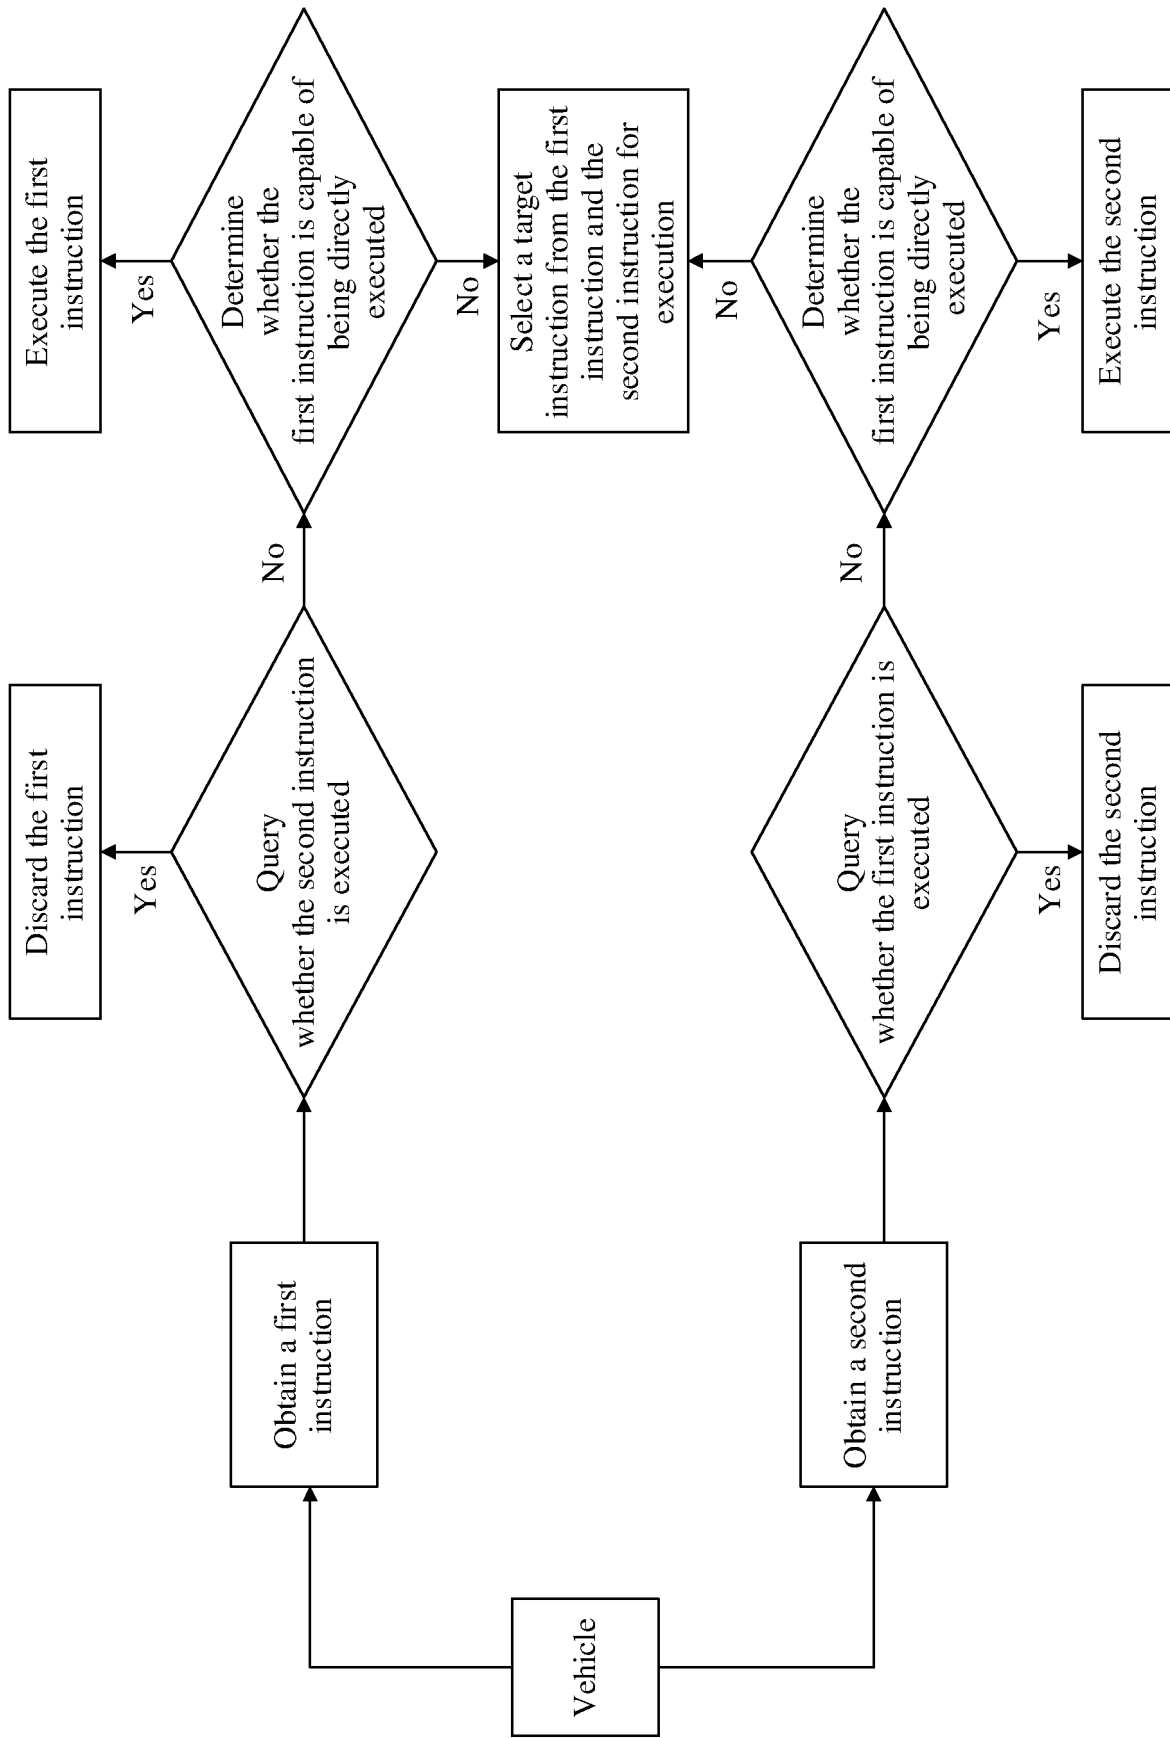 Vehicle
Obtain a first
instruction
Query
whether the second instruction
is executed
Yes
Discard the first
instruction
No
Determine
whether the
first instruction is capable of
being directly
executed
Yes
Execute the first
instruction
No
Select a target
instruction from the first
instruction and the
second instruction for
execution
Obtain a second
instruction
Query
whether the first instruction is
executed
Yes
Discard the second
instruction
No
Determine
whether the
first instruction is capable of
being directly
executed
No
Yes
Execute the second
instruction